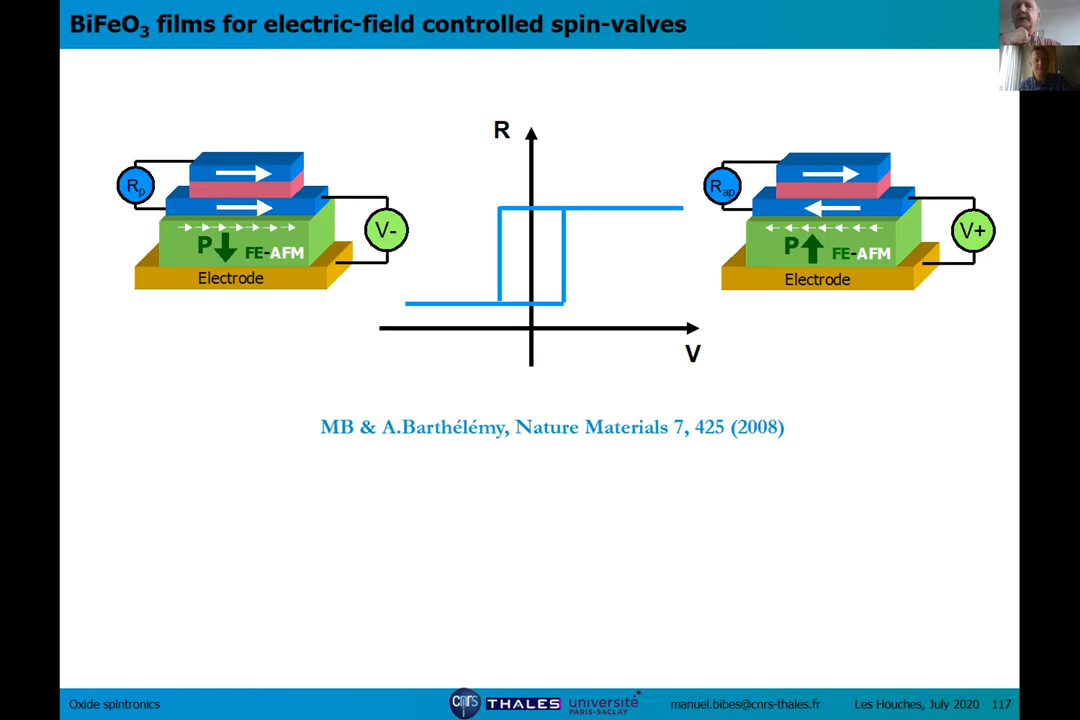 BiFeO3 films for electric-field controlled spin-valves
R
Rp
V-
P
FE-AFM
Electrode
V
Rap
V+
P
FE-AFM
Electrode
MB & A.Barthélémy, Nature Materials 7, 425 (2008)
Oxide spintronics
cnrs
THALES
université
PARIS-SACLAY
manuel.bibes@cnrs-thales.fr
Les Houches, July 2020
117